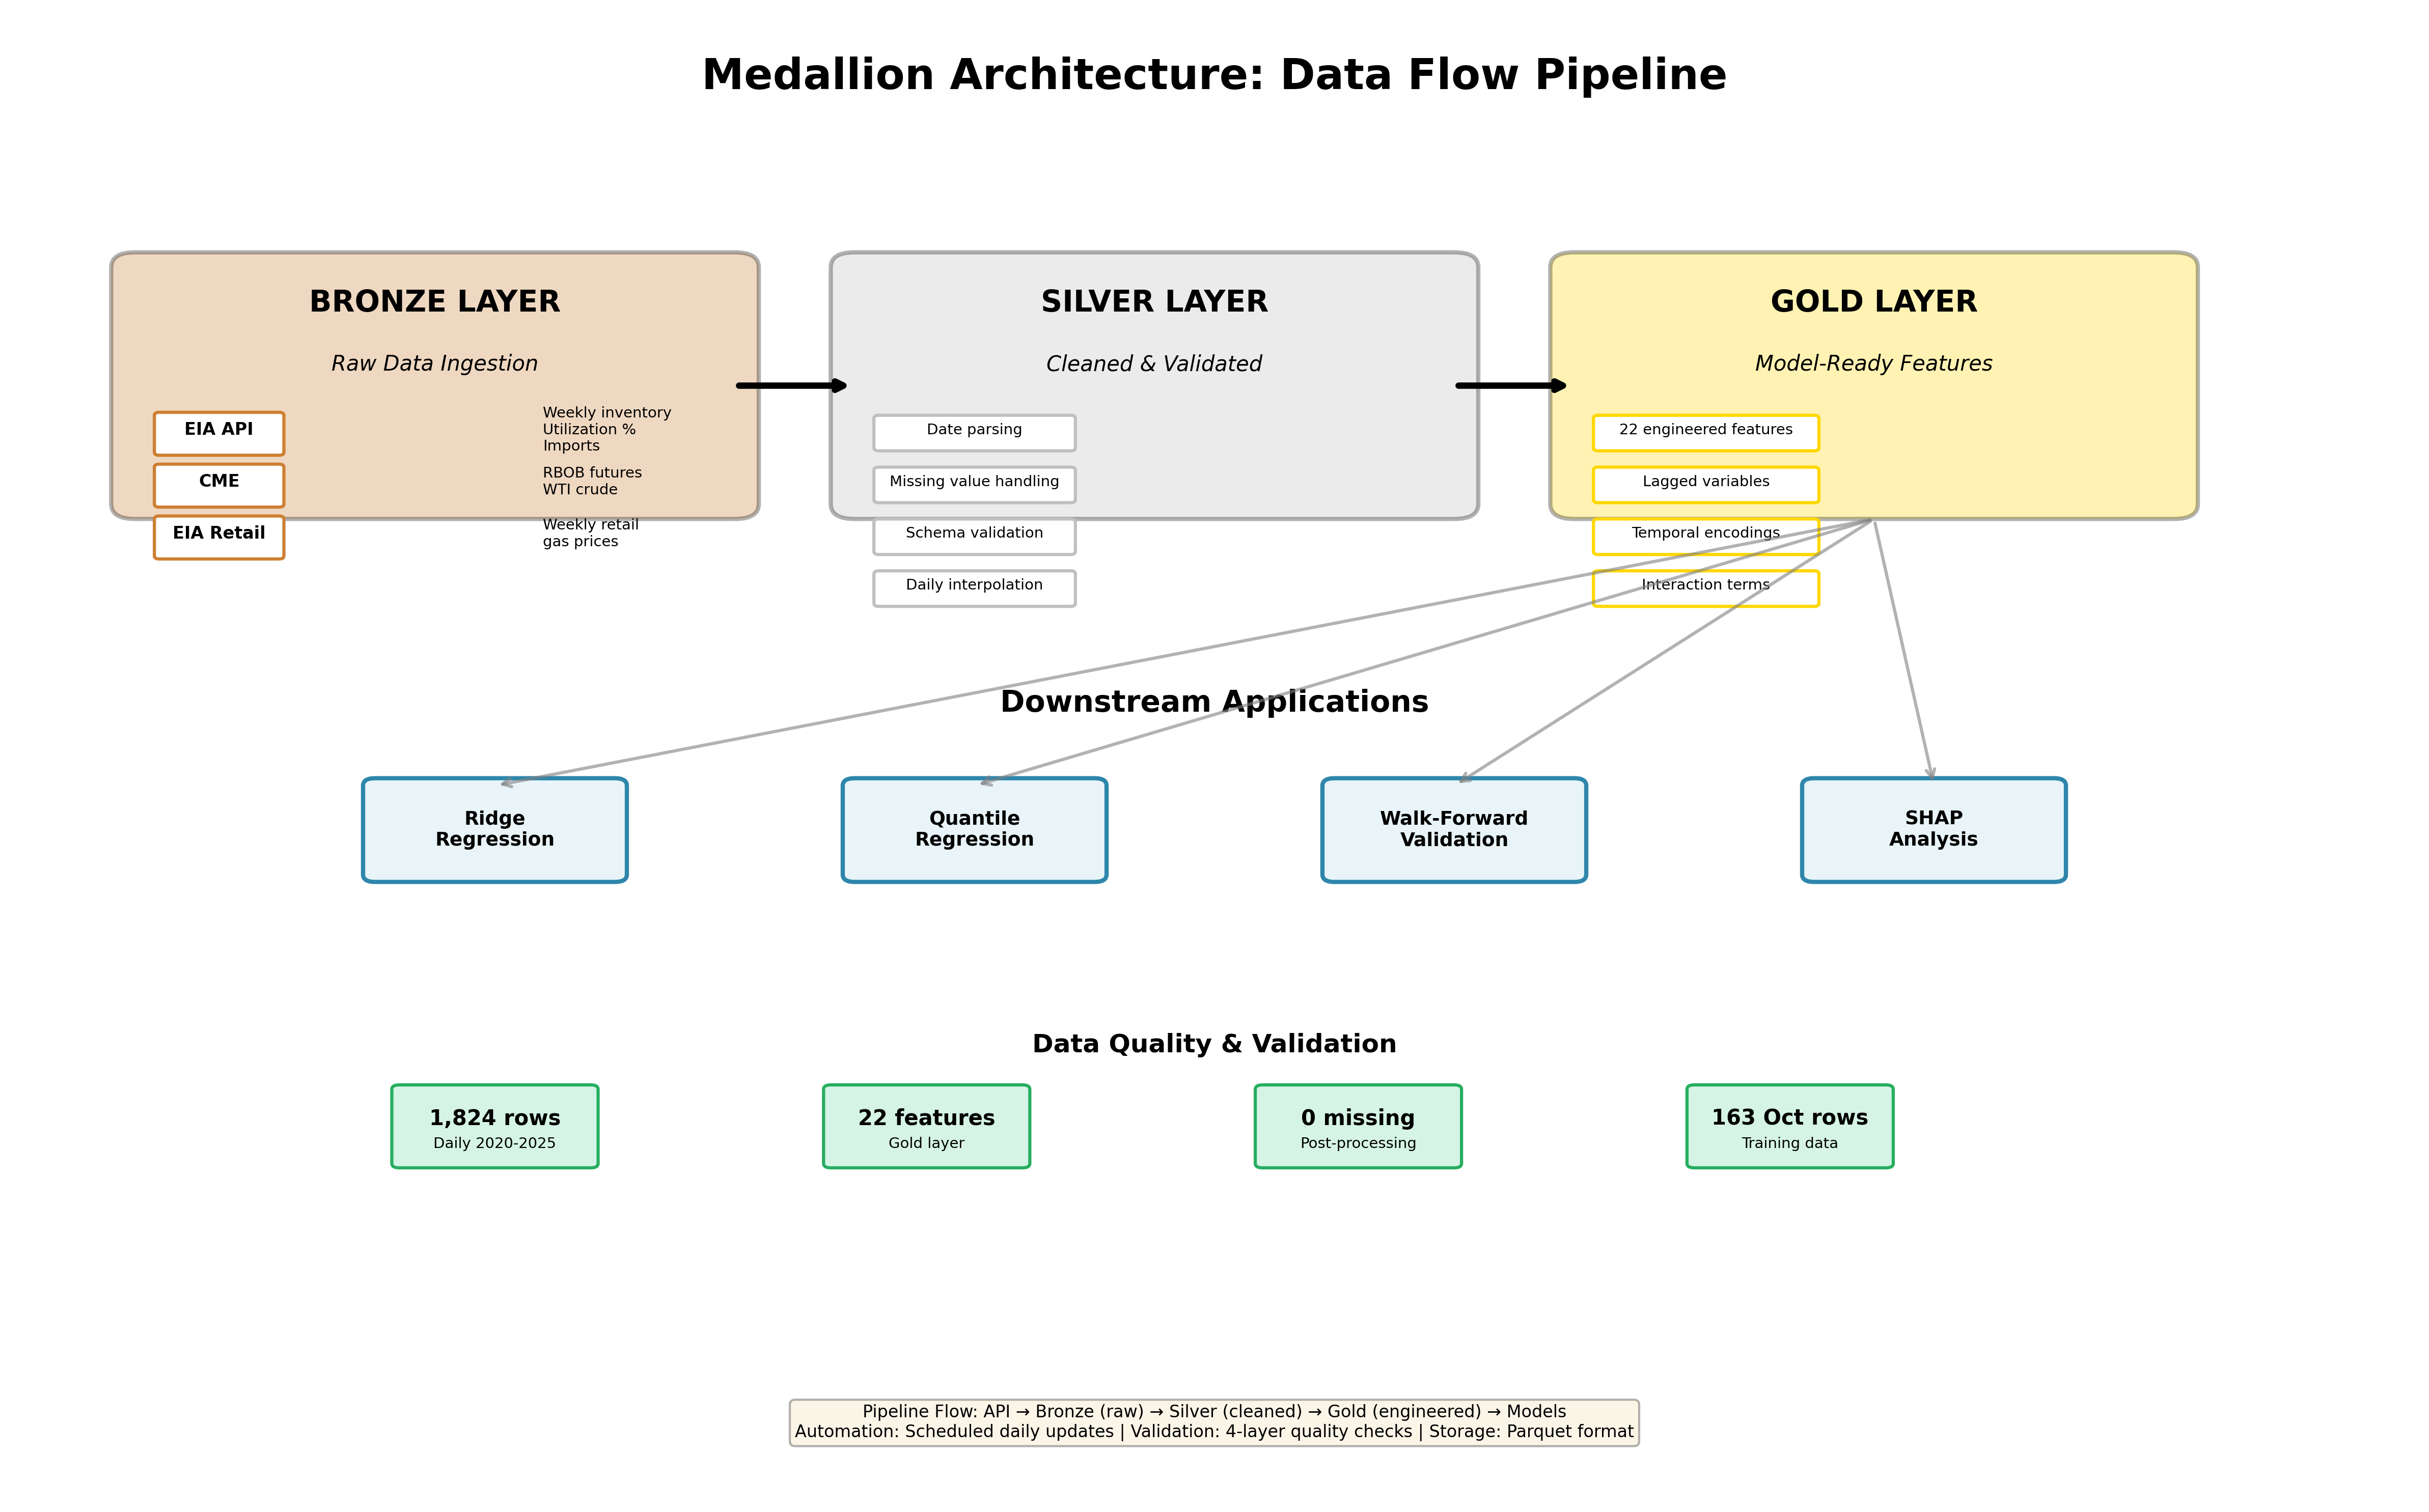 Medallion Architecture: Data Flow Pipeline
BRONZE LAYER
Raw Data Ingestion
EIA API
Weekly inventory
Utilization %
Imports
CME
RBOB futures
WTI crude
EIA Retail
Weekly retail
gas prices
SILVER LAYER
Cleaned & Validated
Date parsing
Missing value handling
Schema validation
Daily interpolation
GOLD LAYER
Model-Ready Features
22 engineered features
Lagged variables
Temporal encodings
Interaction terms
Downstream Applications
Ridge
Regression
Quantile
Regression
Walk-Forward
Validation
SHAP
Analysis
Data Quality & Validation
1,824 rows
Daily 2020-2025
22 features
Gold layer
0 missing
Post-processing
163 Oct rows
Training data
Pipeline Flow: API → Bronze (raw) → Silver (cleaned) → Gold (engineered) → Models
Automation: Scheduled daily updates | Validation: 4-layer quality checks | Storage: Parquet format